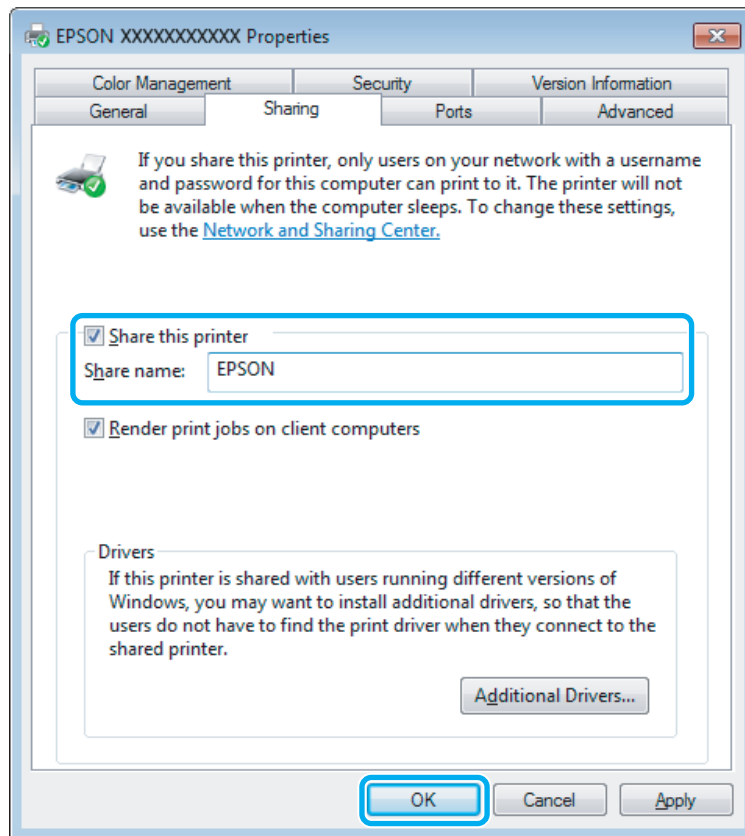 EPSON XXXXXXXXXXX Properties
Color Management Security Version Information
General Sharing Ports Advanced
If you share this printer, only users on your network with a username
and password for this computer can print to it. The printer will not
be available when the computer sleeps. To change these settings,
use the Network and Sharing Center.
Share this printer
Share name: EPSON
Render print jobs on client computers
Drivers
If this printer is shared with users running different versions of
Windows, you may want to install additional drivers, so that the
users do not have to find the print driver when they connect to the
shared printer.
Additional Drivers...
OK Cancel Apply